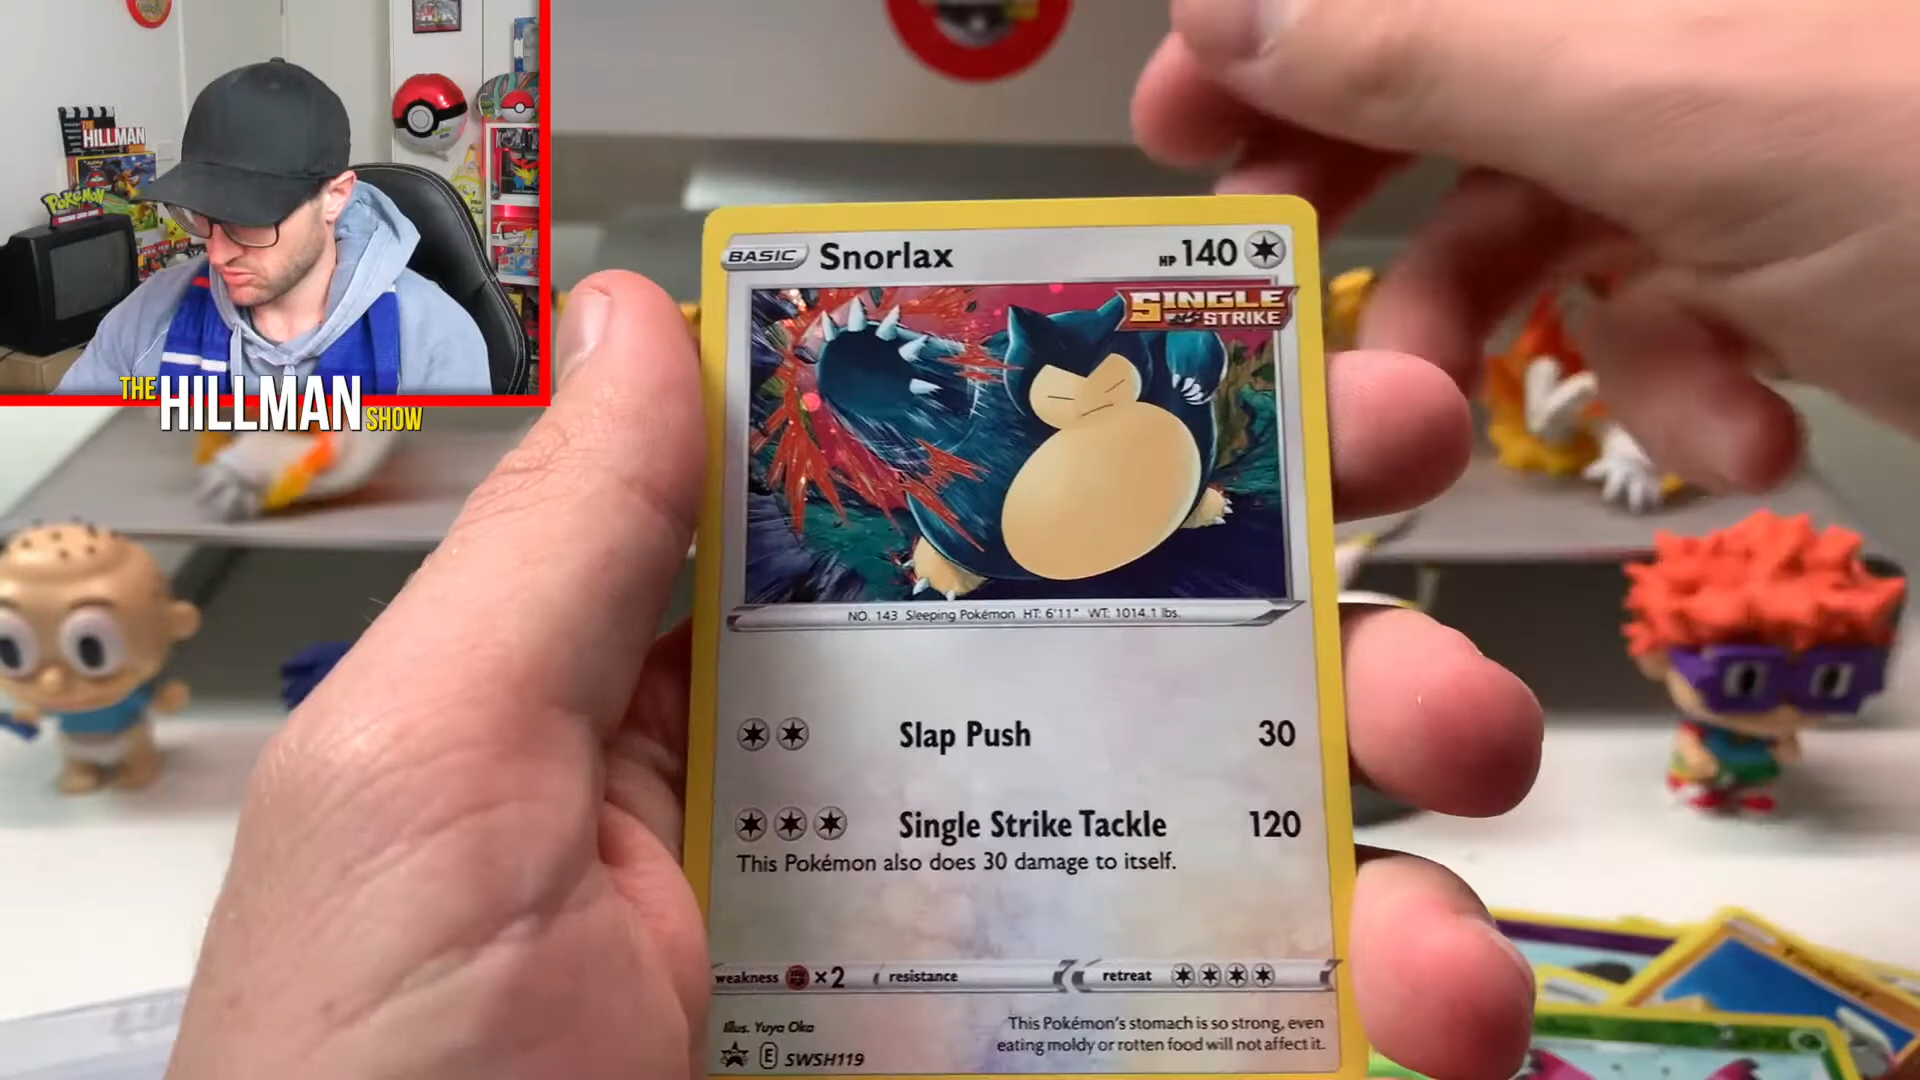 THE
HILLMAN
SHOW
Pokémon
THE HILLMAN SHOW
BASIC Snorlax HP 140
SINGLE
STRIKE
NO. 143 Sleeping Pokémon HT: 6'11" WT: 1014.1 lbs.
Slap Push 30
Single Strike Tackle 120
This Pokémon also does 30 damage to itself.
weakness ×2 resistance retreat
Illus. Yuya Oka
This Pokémon's stomach is so strong, even
eating moldy or rotten food will not affect it.
E SWSH119